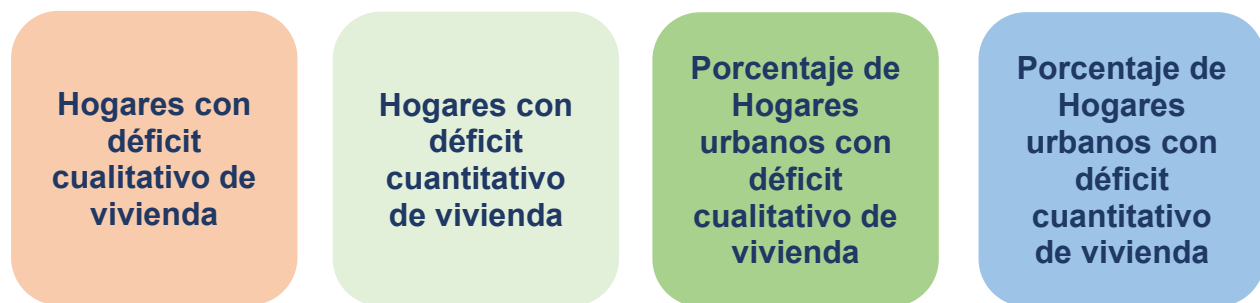 Hogares con
déficit
cualitativo de
vivienda
Hogares con
déficit
cuantitativo
de vivienda
Porcentaje de
Hogares
urbanos con
déficit
cualitativo de
vivienda
Porcentaje de
Hogares
urbanos con
déficit
cuantitativo
de vivienda